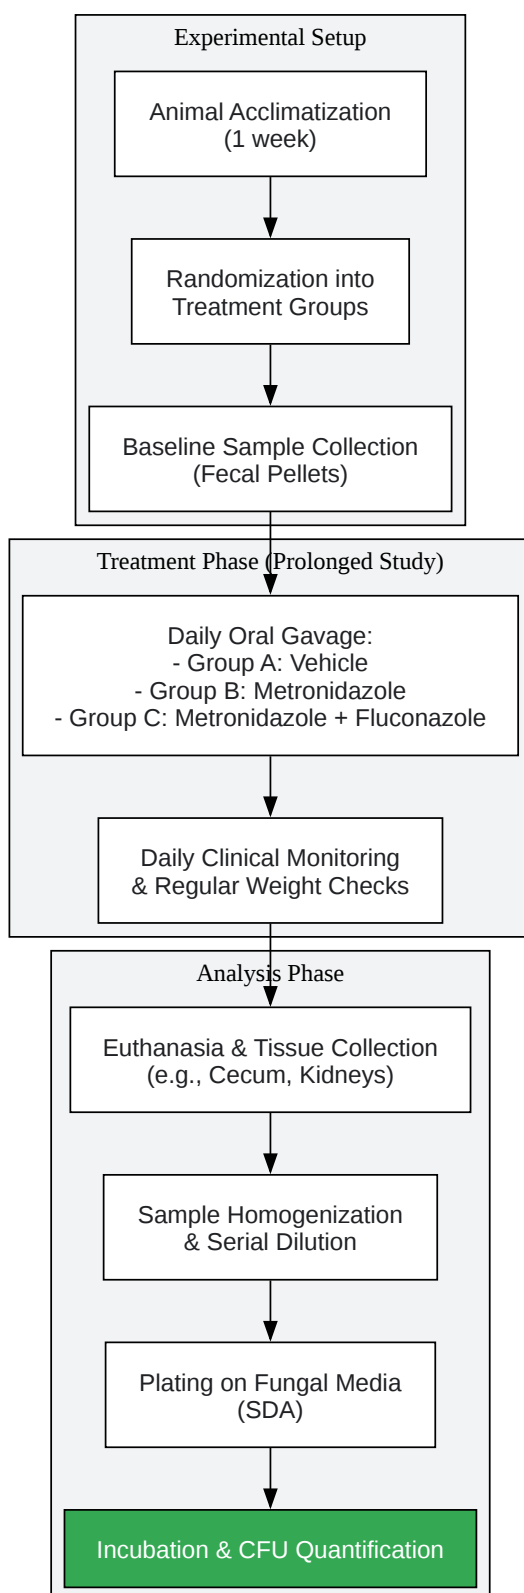 Experimental Setup
Animal Acclimatization
(1 week)
Randomization into
Treatment Groups
Baseline Sample Collection
(Fecal Pellets)
Treatment Phase (Prolonged Study)
Daily Oral Gavage:
- Group A: Vehicle
- Group B: Metronidazole
- Group C: Metronidazole + Fluconazole
Daily Clinical Monitoring
& Regular Weight Checks
Analysis Phase
Euthanasia & Tissue Collection
(e.g., Cecum, Kidneys)
Sample Homogenization
& Serial Dilution
Plating on Fungal Media
(SDA)
Incubation & CFU Quantification